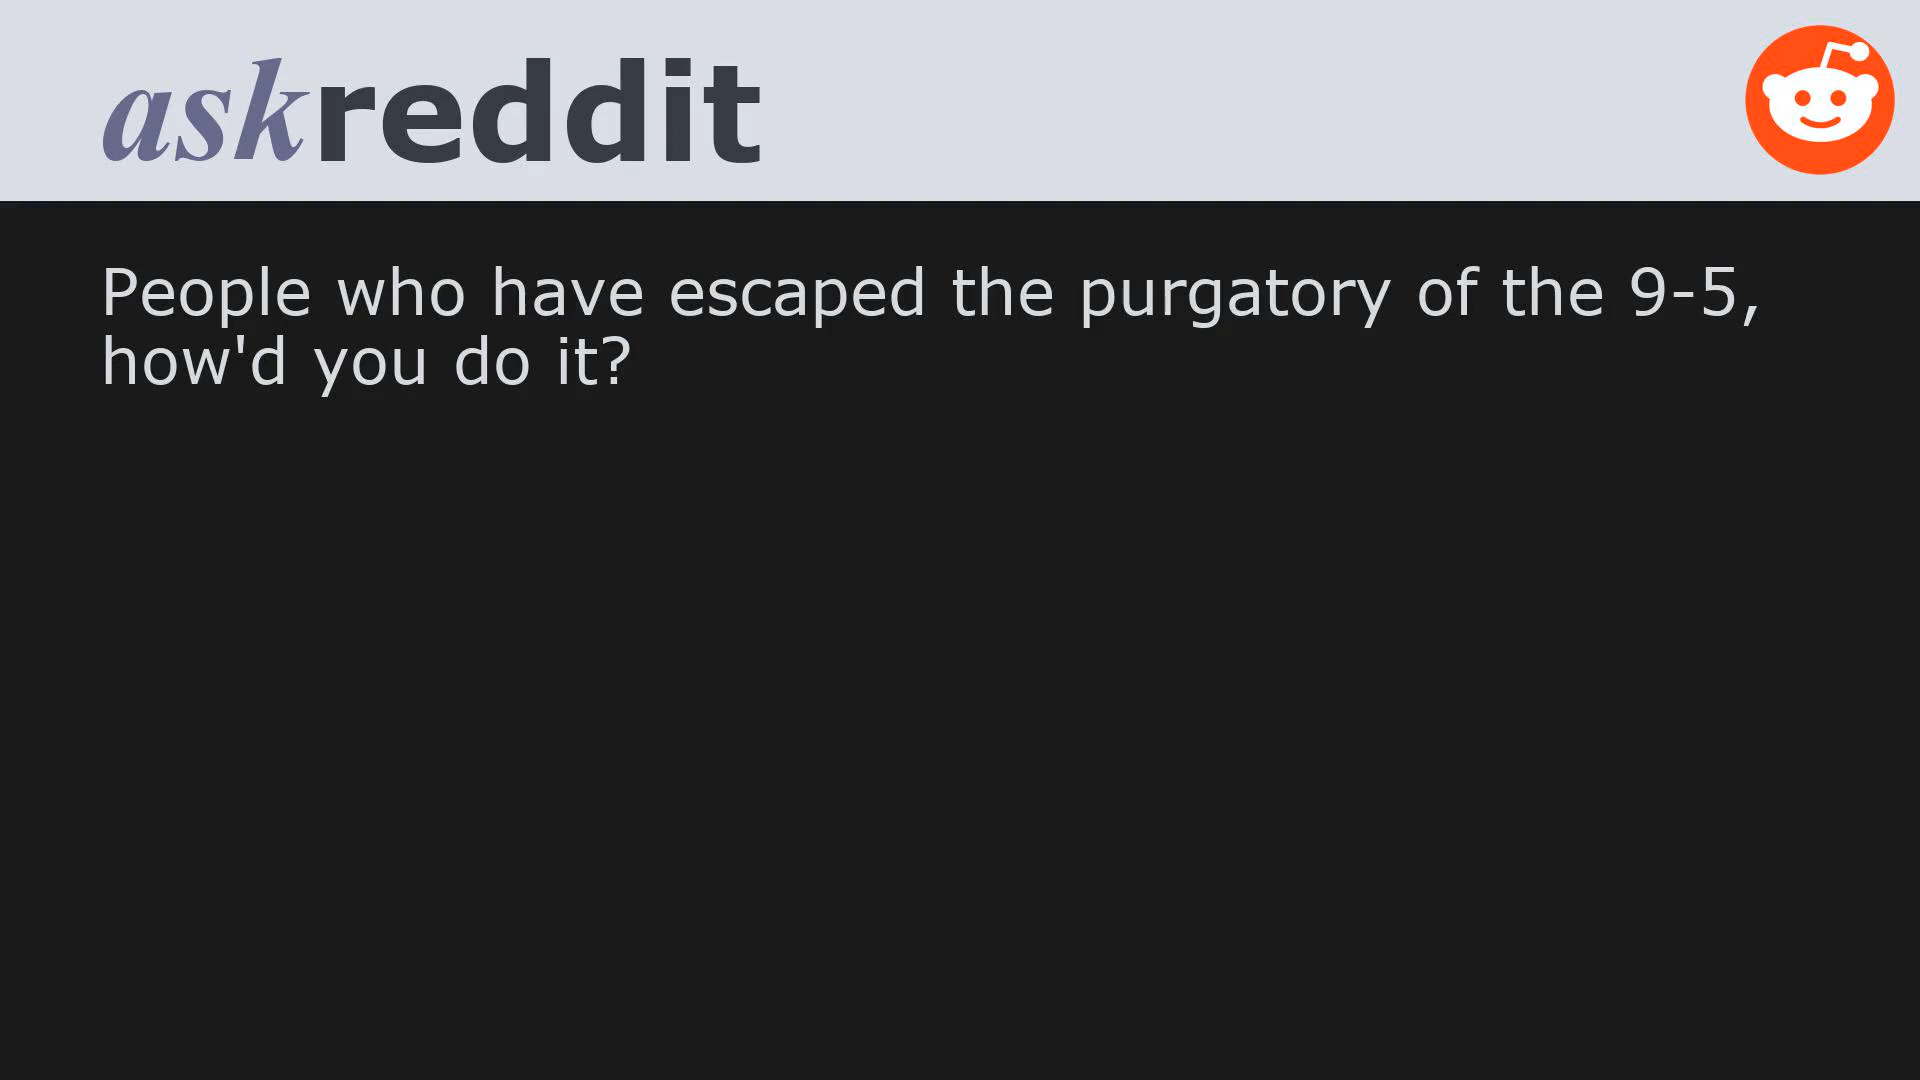 askreddit
People who have escaped the purgatory of the 9-5,
how'd you do it?